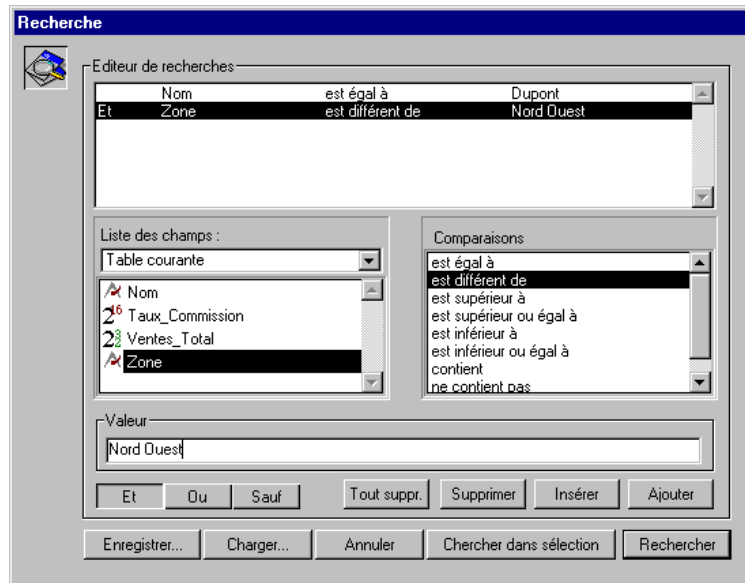 Recherche
Editeur de recherches
Nom est égal à Dupont
Et Zone est différent de Nord Ouest
Liste des champs :
Table courante
Nom
2¹⁶ Taux_Commission
Ventes_Total
Zone
Comparaisons
est égal à
est différent de
est supérieur à
est supérieur ou égal à
est inférieur à
est inférieur ou égal à
contient
ne contient pas
Valeur
Nord Ouest
Et Ou Sauf Tout suppr. Supprimer Insérer Ajouter
Enregistrer... Charger... Annuler Chercher dans sélection Rechercher